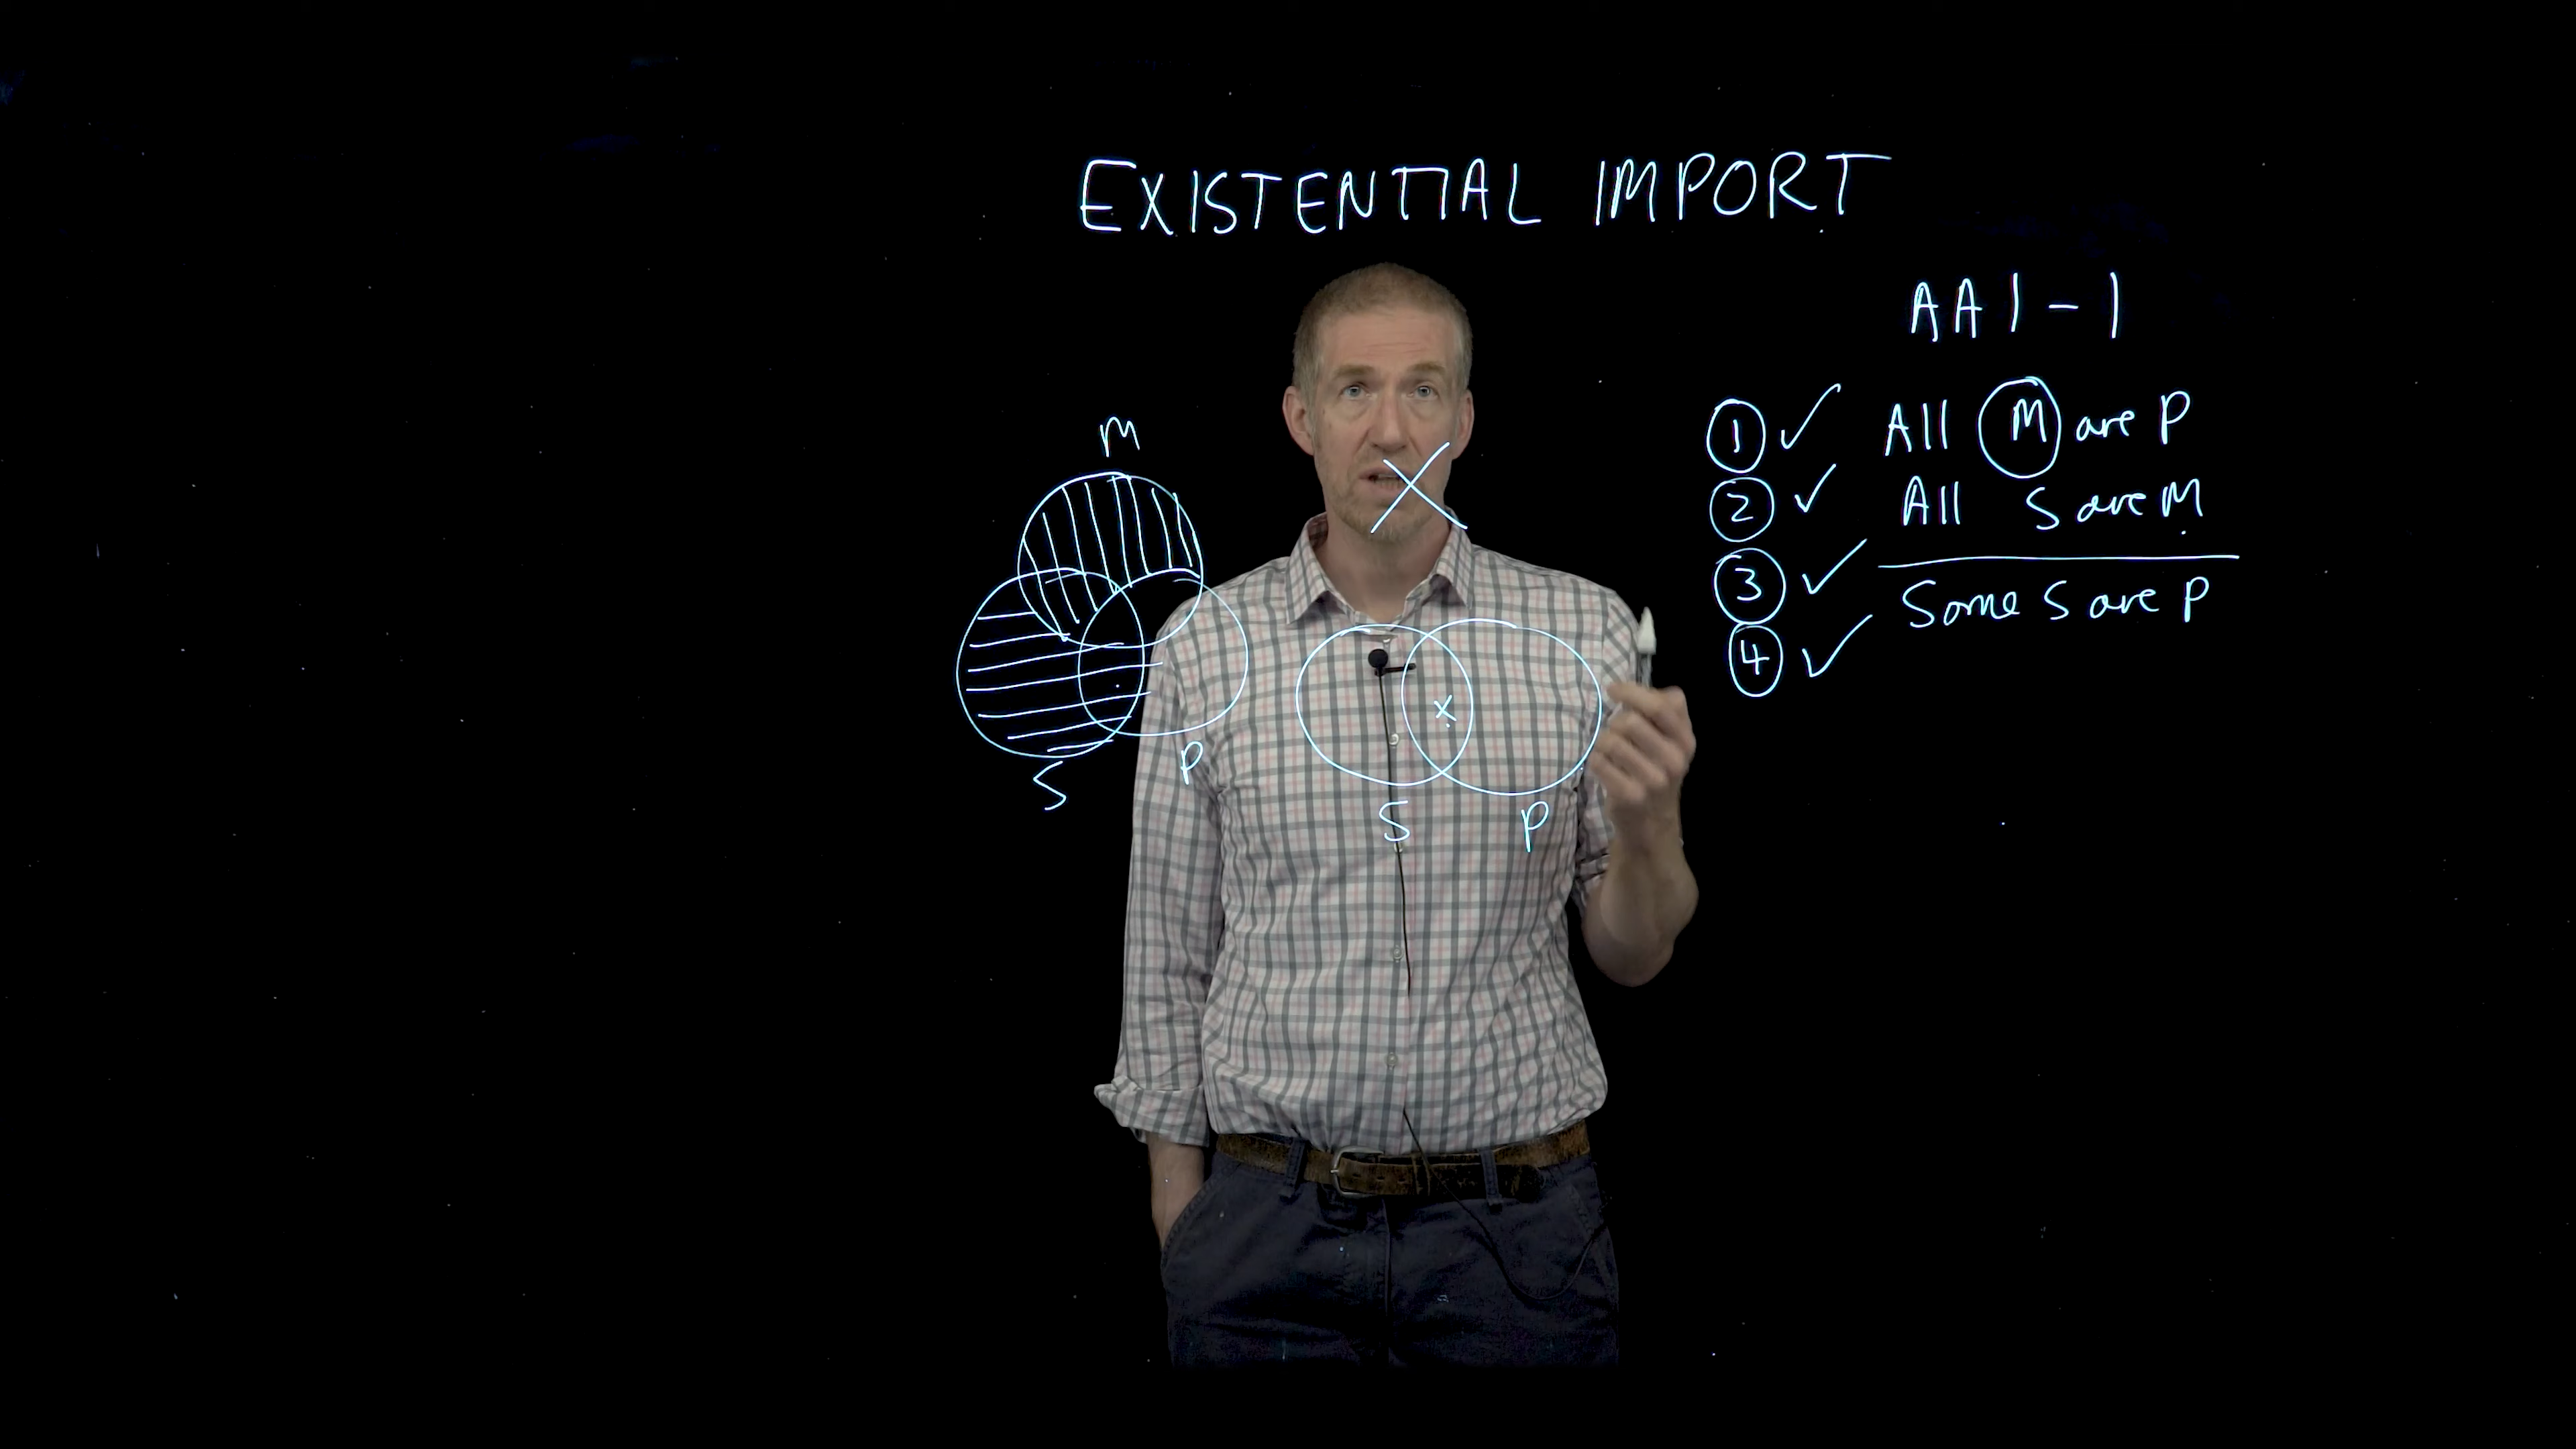 EXISTENTIAL IMPORT
AAI-1
① ✓ All M are P
② ✓ All S are M
③ ✓
Some S are P
④ ✓
M
S
P
X
x
S
P